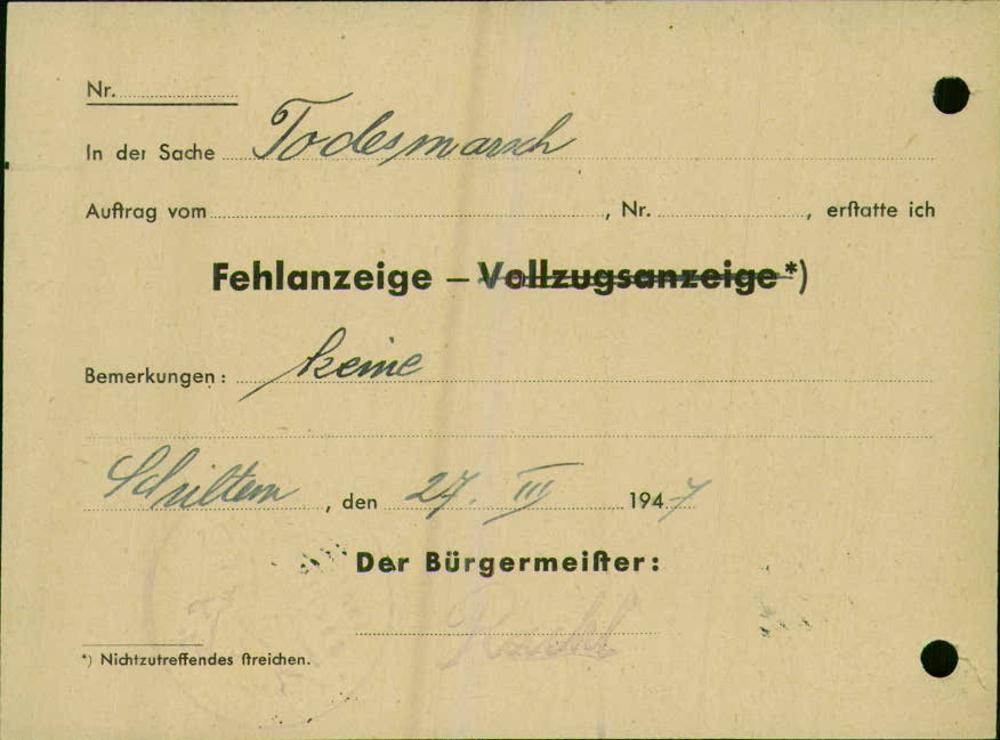 Nr.
In der Sache Todesmarsch
Auftrag vom , Nr. , erstatte ich
Fehlanzeige – Vollzugsanzeige *)
Bemerkungen: keine
Schiltern, den 27. III 1947
Der Bürgermeister:
*) Nichtzutreffendes streichen.